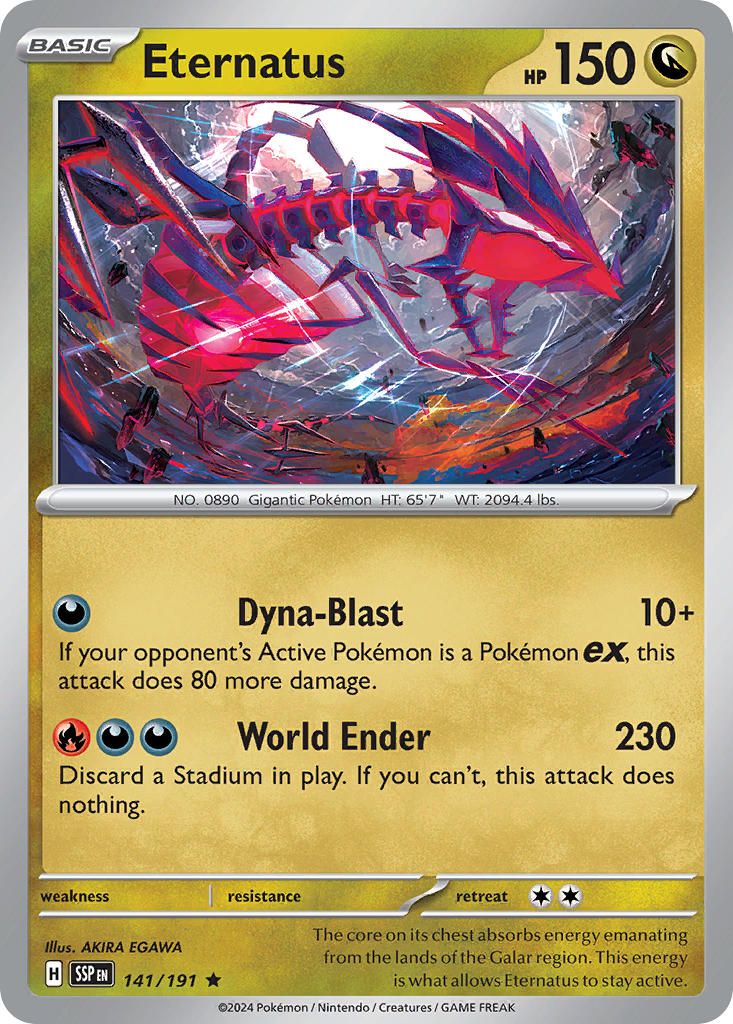 BASIC
Eternatus
HP 150
NO. 0890 Gigantic Pokémon HT: 65'7" WT: 2094.4 lbs.
Dyna-Blast 10+
If your opponent's Active Pokémon is a Pokémon ex, this
attack does 80 more damage.
World Ender 230
Discard a Stadium in play. If you can't, this attack does
nothing.
weakness resistance retreat
Illus. AKIRA EGAWA
The core on its chest absorbs energy emanating
from the lands of the Galar region. This energy
is what allows Eternatus to stay active.
H SSP EN 141/191 ★
©2024 Pokémon / Nintendo / Creatures / GAME FREAK